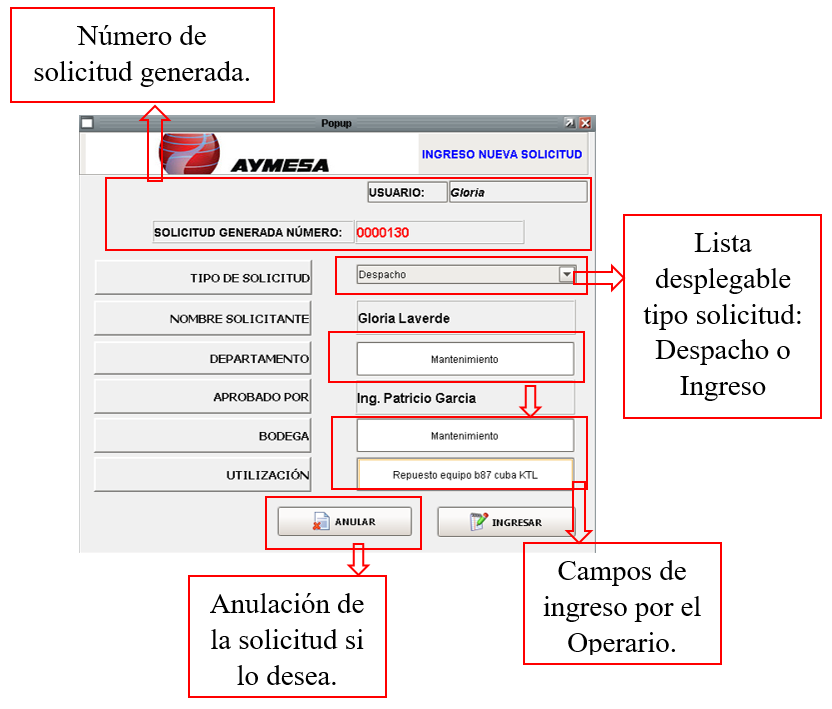 Número de
solicitud generada.
Popup
AYMESA
INGRESO NUEVA SOLICITUD
USUARIO: Gloria
SOLICITUD GENERADA NÚMERO: 0000130
TIPO DE SOLICITUD Despacho
NOMBRE SOLICITANTE Gloria Laverde
DEPARTAMENTO Mantenimiento
APROBADO POR Ing. Patricio Garcia
BODEGA Mantenimiento
UTILIZACIÓN Repuesto equipo b87 cuba KTL
ANULAR INGRESAR
Lista
desplegable
tipo solicitud:
Despacho o
Ingreso
Anulación de
la solicitud si
lo desea.
Campos de
ingreso por el
Operario.